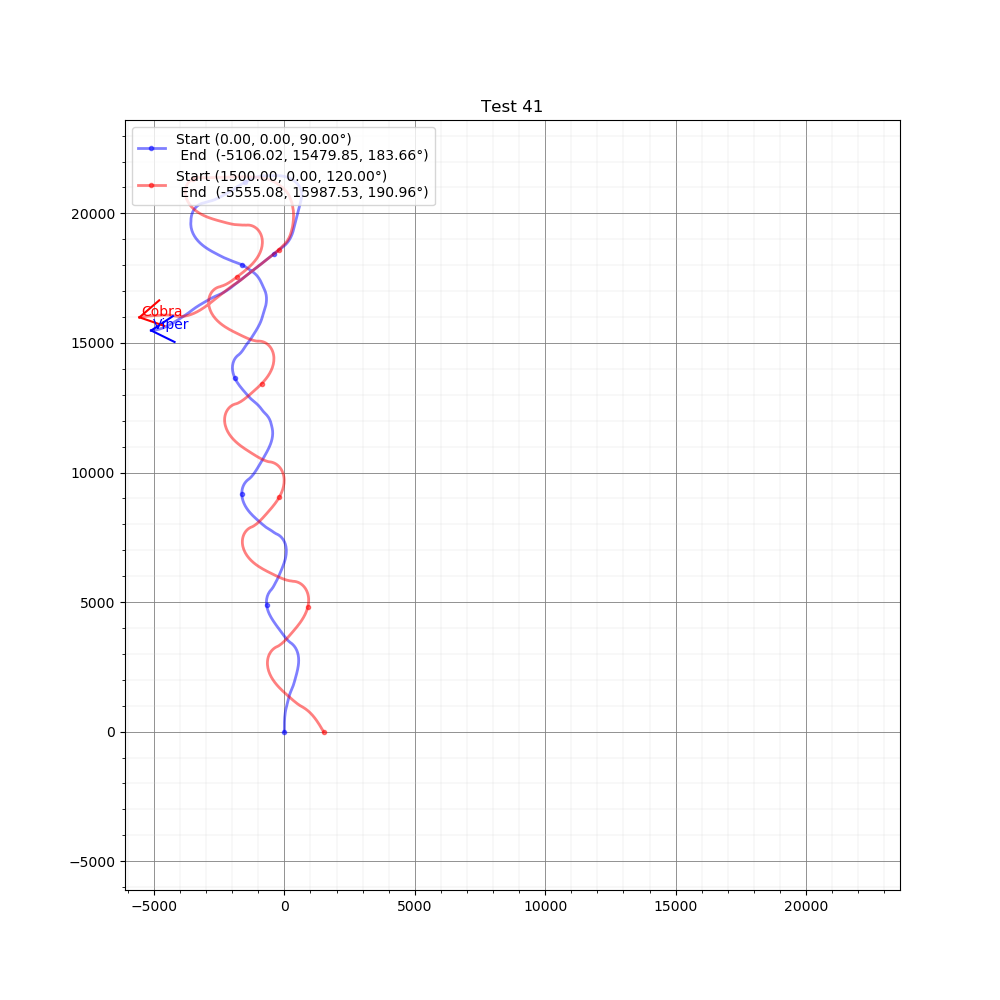 Test 41
Start (0.00, 0.00, 90.00°)
End  (-5106.02, 15479.85, 183.66°)
Start (1500.00, 0.00, 120.00°)
End  (-5555.08, 15987.53, 190.96°)
20000
15000
10000
5000
0
−5000
Cobra
Viper
−5000
0
5000
10000
15000
20000